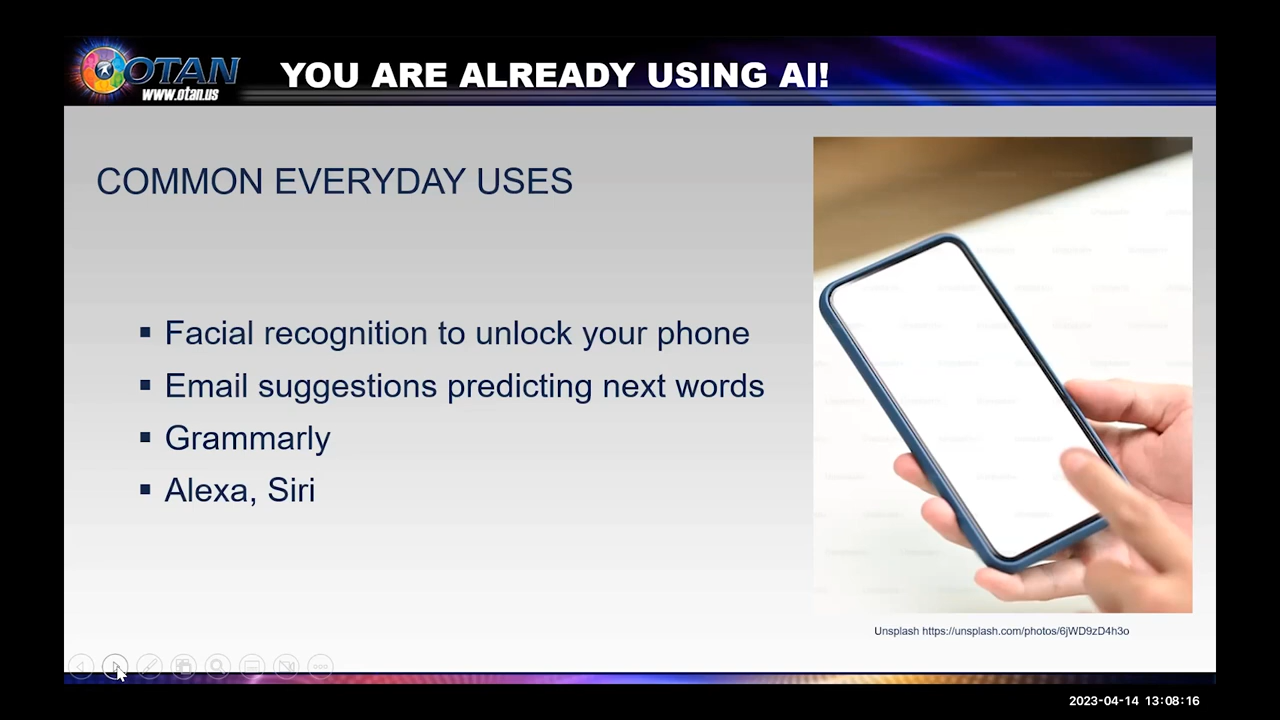 OTAN
www.otan.us
YOU ARE ALREADY USING AI!
COMMON EVERYDAY USES
▪ Facial recognition to unlock your phone
▪ Email suggestions predicting next words
▪ Grammarly
▪ Alexa, Siri
Unsplash https://unsplash.com/photos/6jWD9zD4h3o
2023-04-14 13:08:16